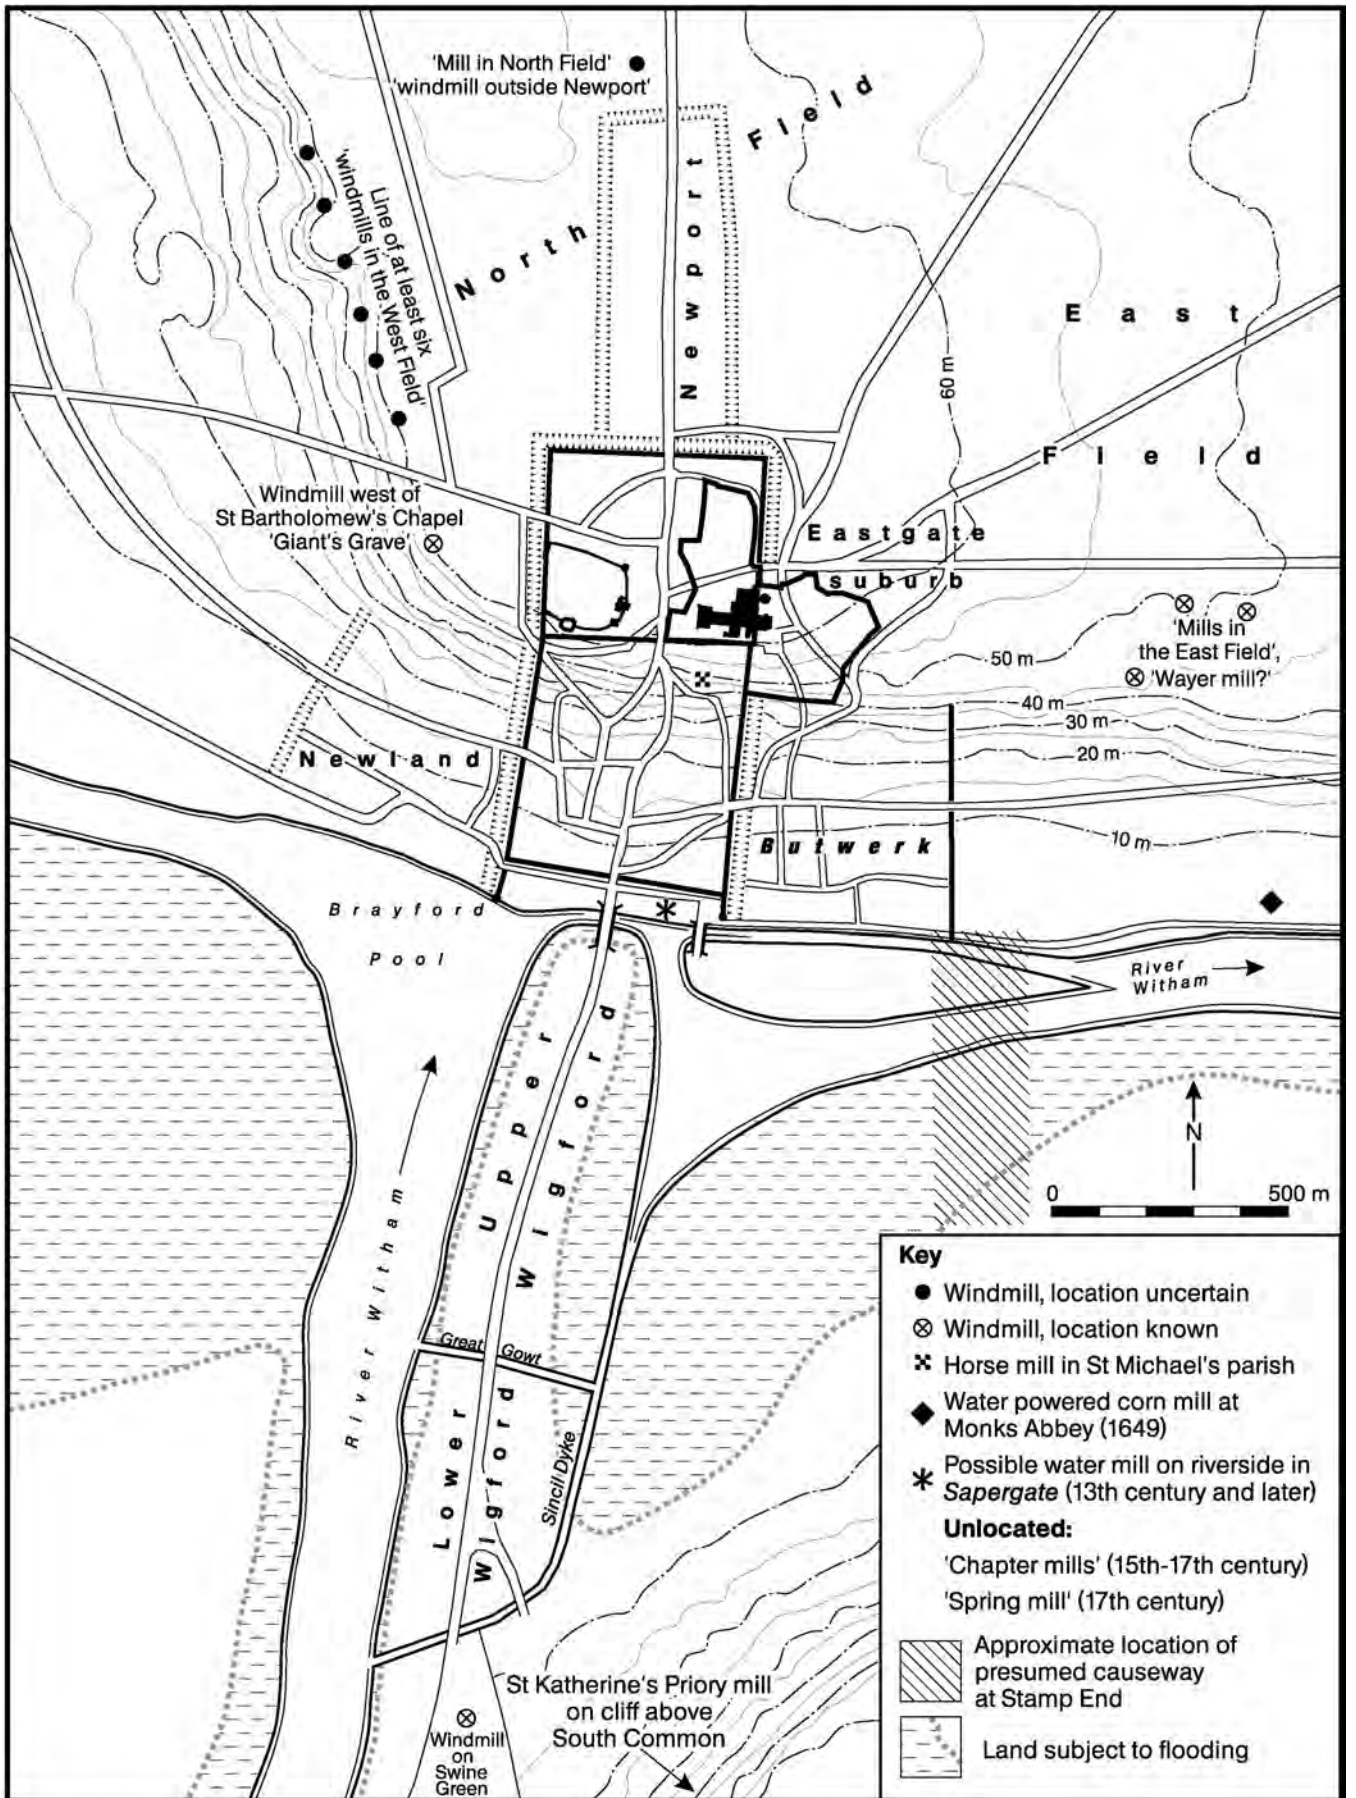 'Mill in North Field'
'windmill outside Newport'
North Field
Newport
Line of at least six
'windmills in the West Field'
East
Field
60 m
Windmill west of
St Bartholomew's Chapel
'Giant's Grave'
Eastgate
suburb
'Mills in
the East Field',
'Wayer mill?'
50 m
40 m
30 m
20 m
10 m
Newland
Butwerk
Brayford
Pool
River
Witham
Upper
Wigford
River Witham
Great Gowt
Lower
Wigford
Sincil Dyke
N
0 500 m
St Katherine's Priory mill
on cliff above
South Common
Windmill
on
Swine
Green
Key
Windmill, location uncertain
Windmill, location known
Horse mill in St Michael's parish
Water powered corn mill at
Monks Abbey (1649)
Possible water mill on riverside in
Sapergate (13th century and later)
Unlocated:
'Chapter mills' (15th-17th century)
'Spring mill' (17th century)
Approximate location of
presumed causeway
at Stamp End
Land subject to flooding